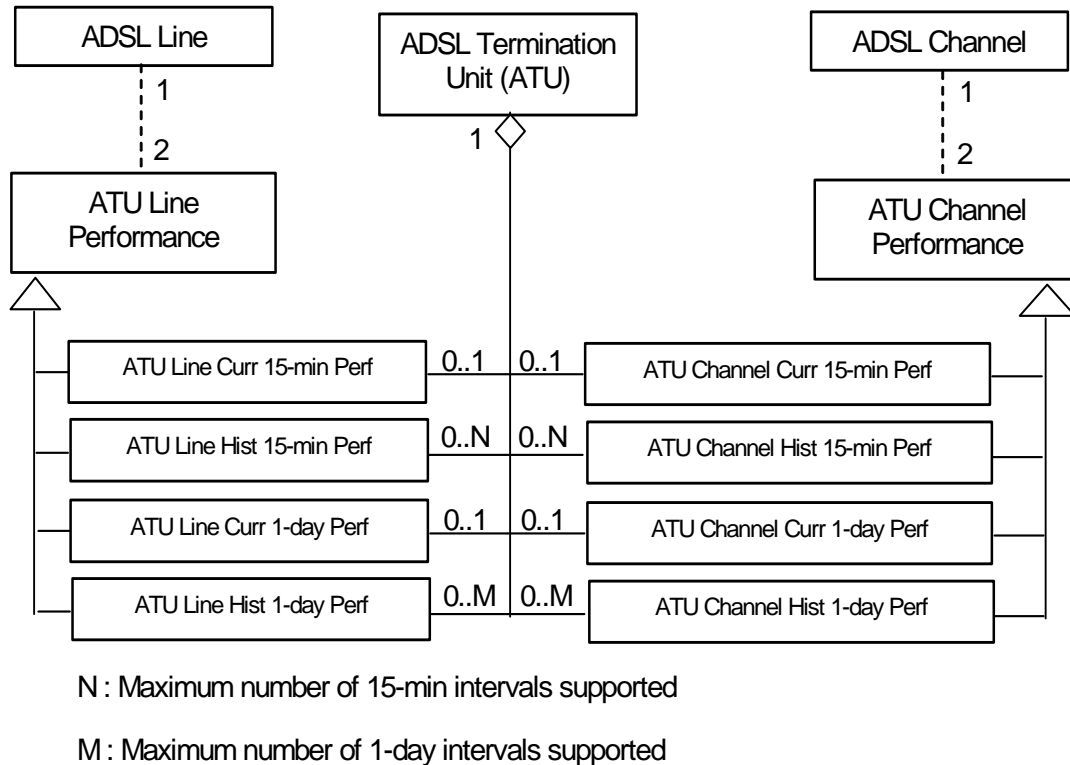 ADSL Line
ADSL Termination
Unit (ATU)
ADSL Channel
1
1
1
2
2
ATU Line
Performance
ATU Channel
Performance
ATU Line Curr 15-min Perf
0..1
0..1
ATU Channel Curr 15-min Perf
ATU Line Hist 15-min Perf
0..N
0..N
ATU Channel Hist 15-min Perf
ATU Line Curr 1-day Perf
0..1
0..1
ATU Channel Curr 1-day Perf
ATU Line Hist 1-day Perf
0..M
0..M
ATU Channel Hist 1-day Perf
N : Maximum number of 15-min intervals supported
M : Maximum number of 1-day intervals supported